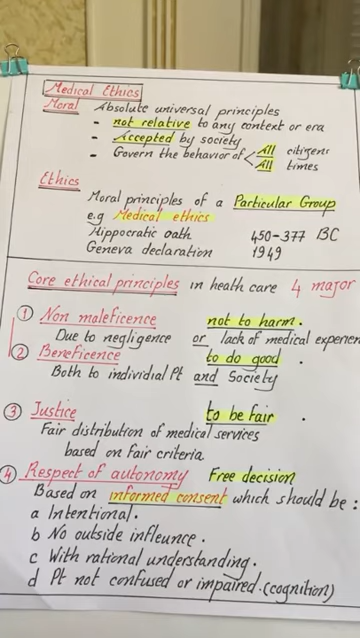 Medical Ethics
Moral Absolute universal principles
- not relative to any context or era
- Accepted by society
- Govern the behavior of < All citizens
All times
Ethics
Moral principles of a Particular Group
e.g Medical ethics
Hippocratic oath 450-377 BC
Geneva declaration 1949
Core ethical principles in heath care 4 major
① Non maleficence not to harm.
Due to negligence or lack of medical experien
② Beneficence to do good.
Both to individial Pt and Society
③ Justice to be fair.
Fair distribution of medical services
based on fair criteria
④ Respect of autonomy Free decision
Based on informed consent which should be:
a Intentional.
b No outside infleunce.
c With rational understanding.
d Pt not confused or impaired.(cognition)